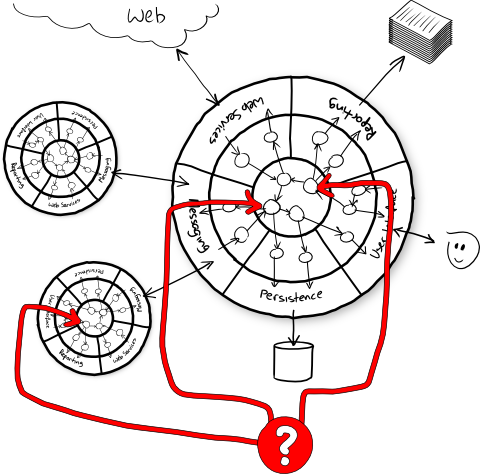 Web
Web Services
Reporting
User Interface
Persistence
Messaging
User Interface
Persistence
Messaging
Web Services
Reporting
Persistence
Messaging
Web Services
Reporting
User Interface
?